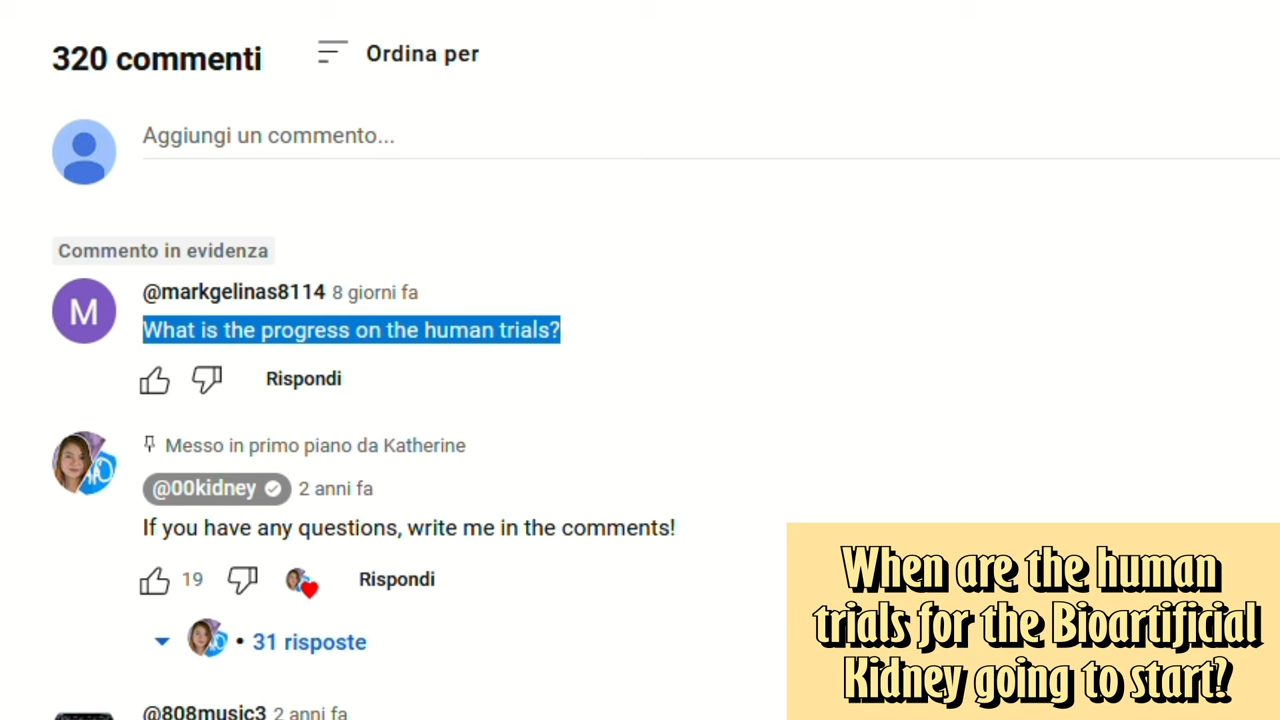 320 commenti
Ordina per
Aggiungi un commento...
Commento in evidenza
M
@markgelinas8114 8 giorni fa
What is the progress on the human trials?
Rispondi
Messo in primo piano da Katherine
@00kidney 2 anni fa
If you have any questions, write me in the comments!
19
Rispondi
• 31 risposte
@808music3 2 anni fa
When are the human
trials for the Bioartificial
Kidney going to start?